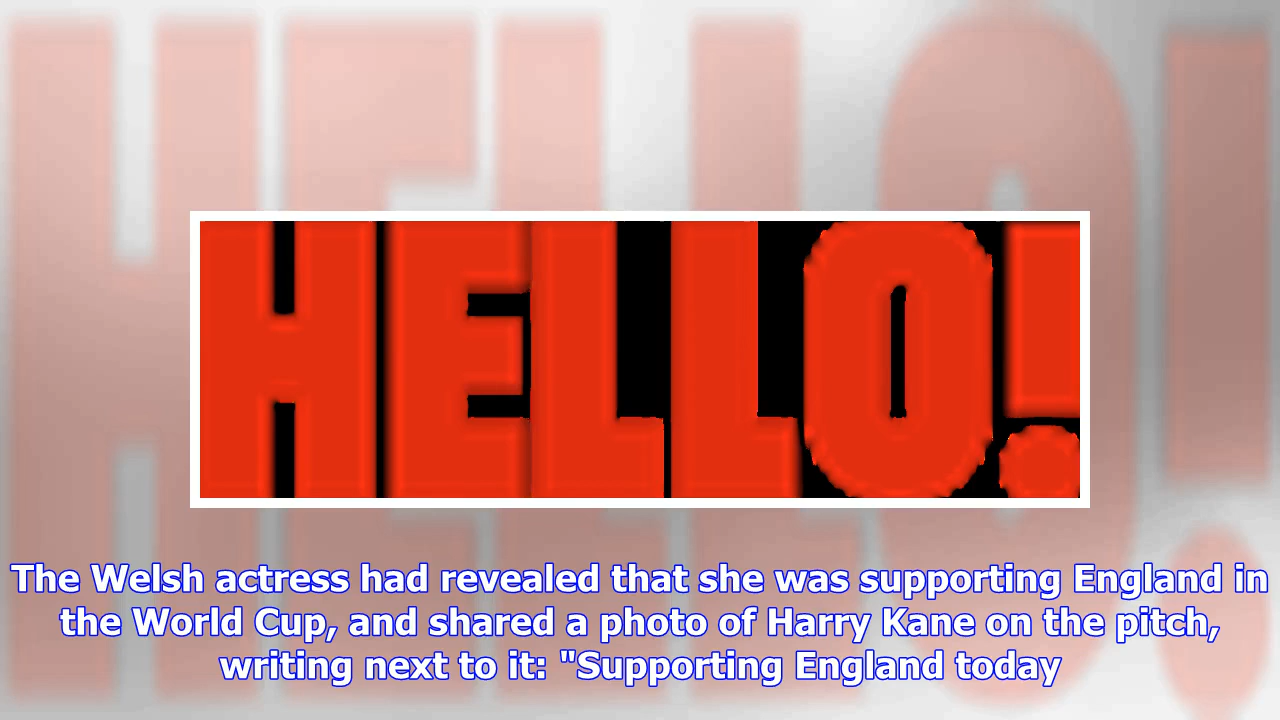 HELLO!
The Welsh actress had revealed that she was supporting England in
the World Cup, and shared a photo of Harry Kane on the pitch,
writing next to it: "Supporting England today